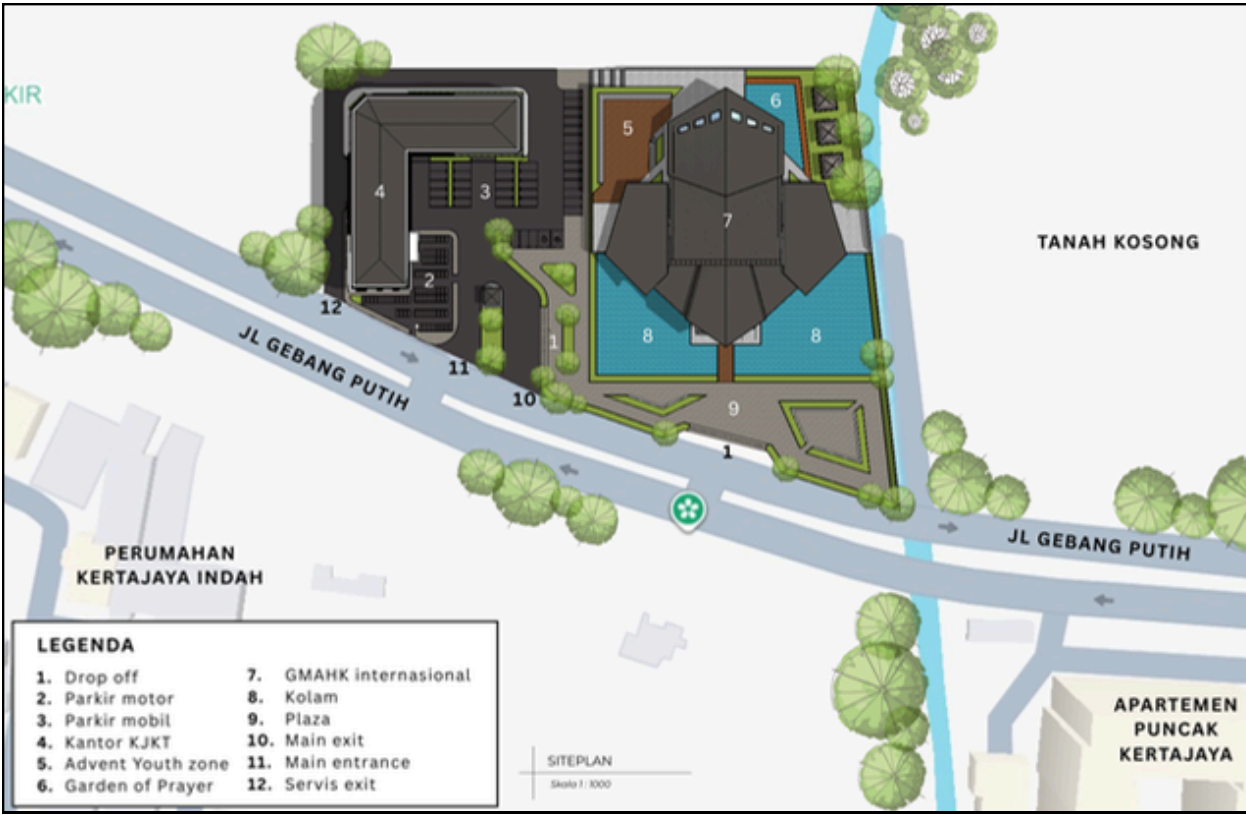 KIR
6
5
4
3
7
TANAH KOSONG
2
12
1
8
8
11
JL GEBANG PUTIH
10
9
1
JL GEBANG PUTIH
PERUMAHAN
KERTAJAYA INDAH
LEGENDA
1. Drop off
2. Parkir motor
3. Parkir mobil
4. Kantor KJKT
5. Advent Youth zone
6. Garden of Prayer
7. GMAHK internasional
8. Kolam
9. Plaza
10. Main exit
11. Main entrance
12. Servis exit
SITEPLAN
Skala 1 : 1000
APARTEMEN
PUNCAK
KERTAJAYA